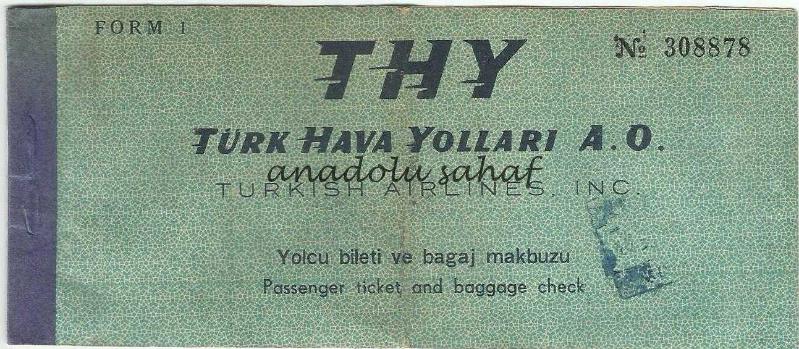 FORM 1
№ 308878
THY
TÜRK HAVA YOLLARI A.O.
anadolu sahaf
TURKISH AIRLINES, INC.
Yolcu bileti ve bagaj makbuzu
Passenger ticket and baggage check